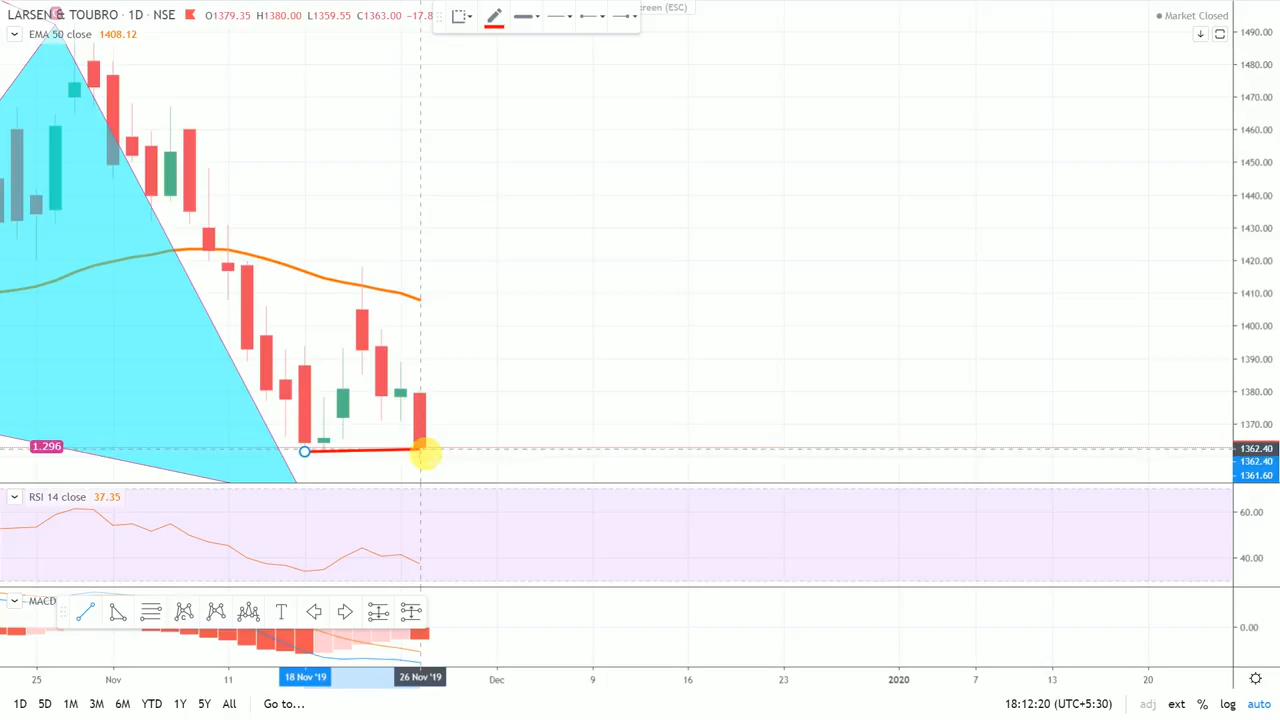 LARSEN & TOUBRO · 1D · NSE O1379.35 H1380.00 L1359.55 C1363.00 −17.8
reen (ESC)
Market Closed
EMA 50 close 1408.12
1490.00
1480.00
1470.00
1460.00
1450.00
1440.00
1430.00
1420.00
1410.00
1400.00
1390.00
1380.00
1370.00
1.296
1362.40
1362.40
1361.60
RSI 14 close 37.35
60.00
40.00
MACD
T
0.00
25 Nov 11 18 Nov '19 26 Nov '19 Dec 9 16 23 2020 7 13 20
1D 5D 1M 3M 6M YTD 1Y 5Y All Go to... 18:12:20 (UTC+5:30) adj ext % log auto